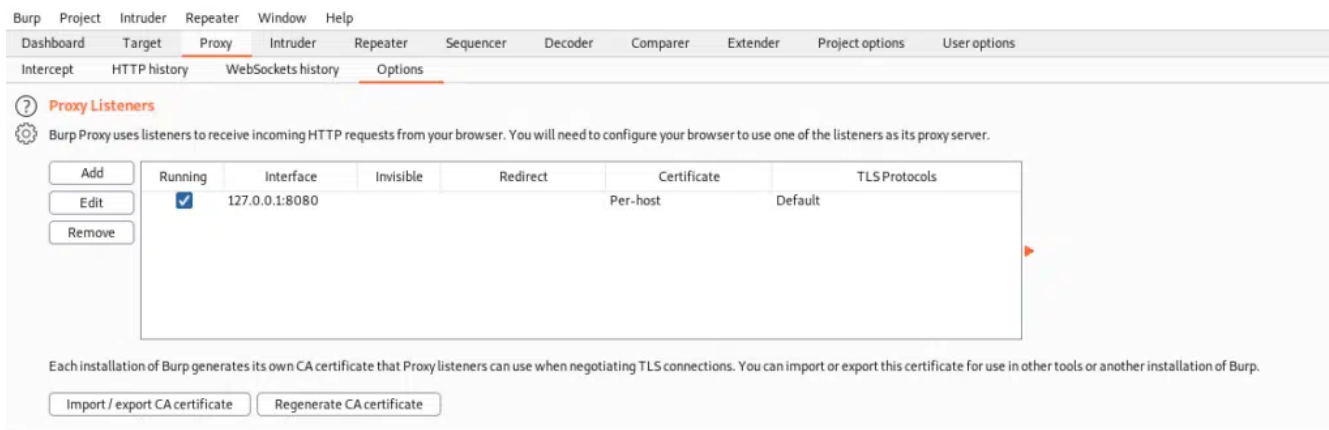 Burp Project Intruder Repeater Window Help
Dashboard Target Proxy Intruder Repeater Sequencer Decoder Comparer Extender Project options User options
Intercept HTTP history WebSockets history Options
? Proxy Listeners
Burp Proxy uses listeners to receive incoming HTTP requests from your browser. You will need to configure your browser to use one of the listeners as its proxy server.
Add Running Interface Invisible Redirect Certificate TLS Protocols
Edit 127.0.0.1:8080 Per-host Default
Remove
Each installation of Burp generates its own CA certificate that Proxy listeners can use when negotiating TLS connections. You can import or export this certificate for use in other tools or another installation of Burp.
Import / export CA certificate Regenerate CA certificate